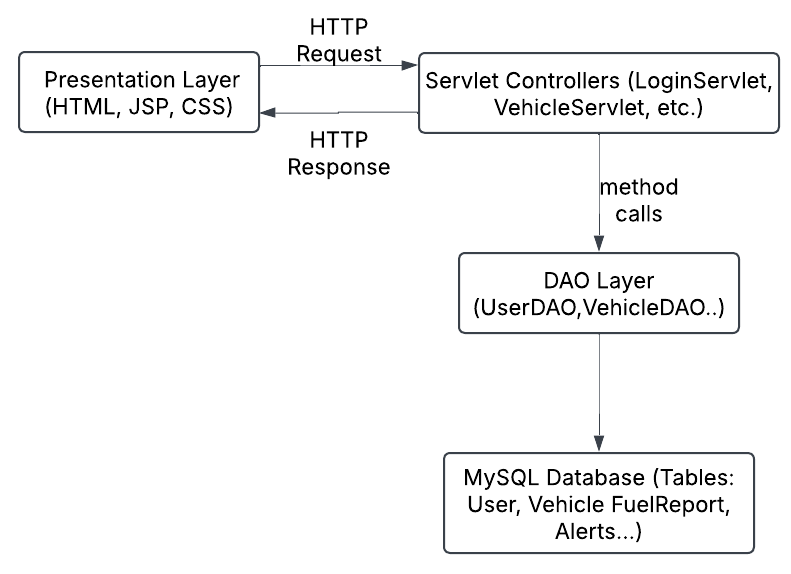 HTTP
Request
Presentation Layer
(HTML, JSP, CSS)
Servlet Controllers (LoginServlet,
VehicleServlet, etc.)
HTTP
Response
method
calls
DAO Layer
(UserDAO,VehicleDAO..)
MySQL Database (Tables:
User, Vehicle FuelReport,
Alerts...)